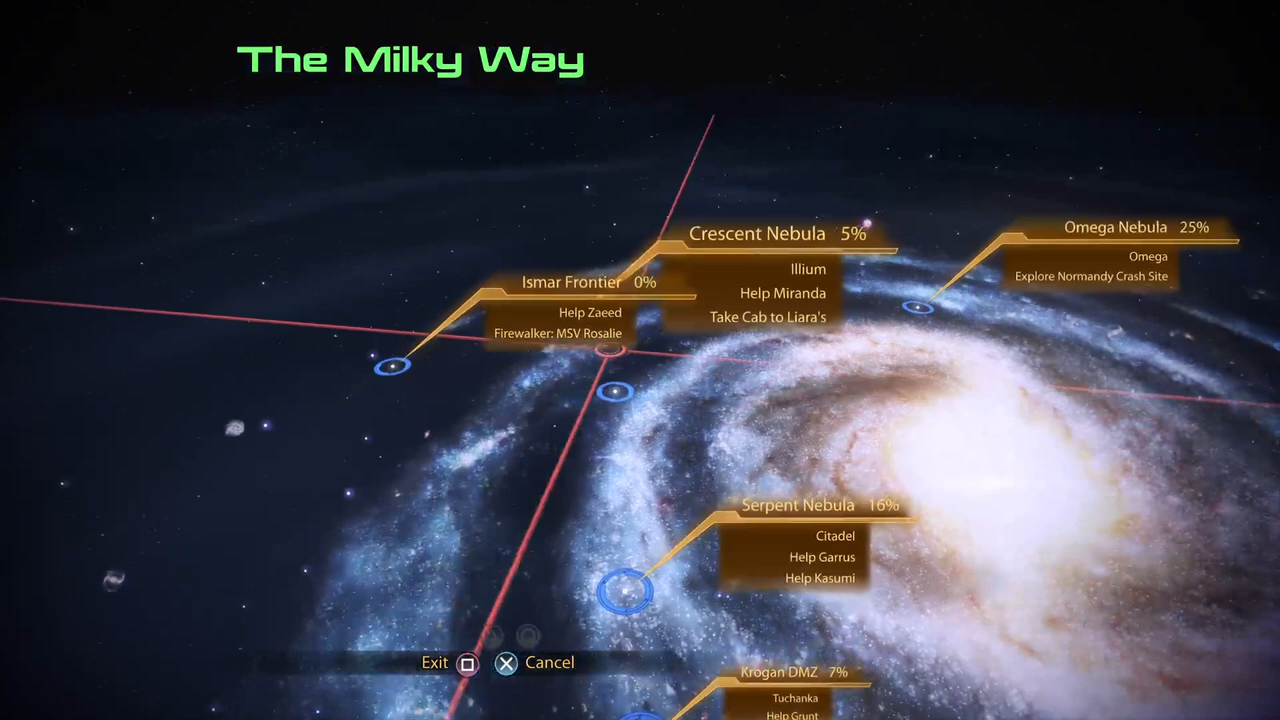 The Milky Way
Omega Nebula 25%
Omega
Explore Normandy Crash Site
Crescent Nebula 5%
Illium
Help Miranda
Take Cab to Liara's
Ismar Frontier 0%
Help Zaeed
Firewalker: MSV Rosalie
Serpent Nebula 16%
Citadel
Help Garrus
Help Kasumi
Exit Cancel
Krogan DMZ 7%
Tuchanka
Help Grunt